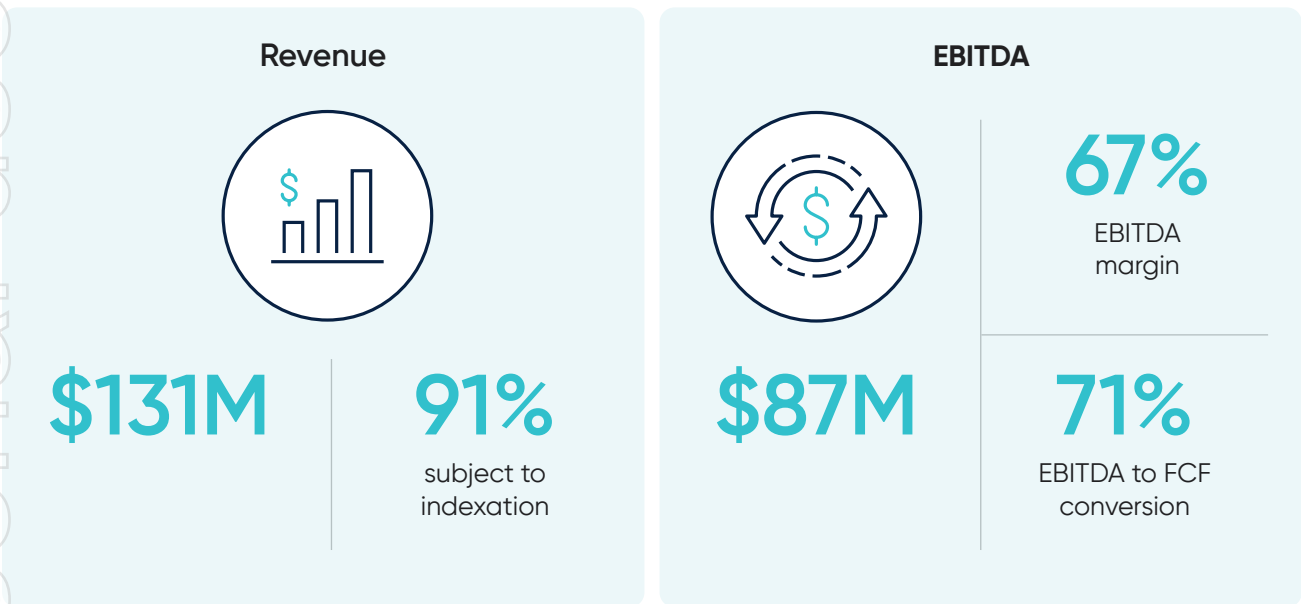 Revenue
$
$131M
91%
subject to
indexation
EBITDA
$
$87M
67%
EBITDA
margin
71%
EBITDA to FCF
conversion